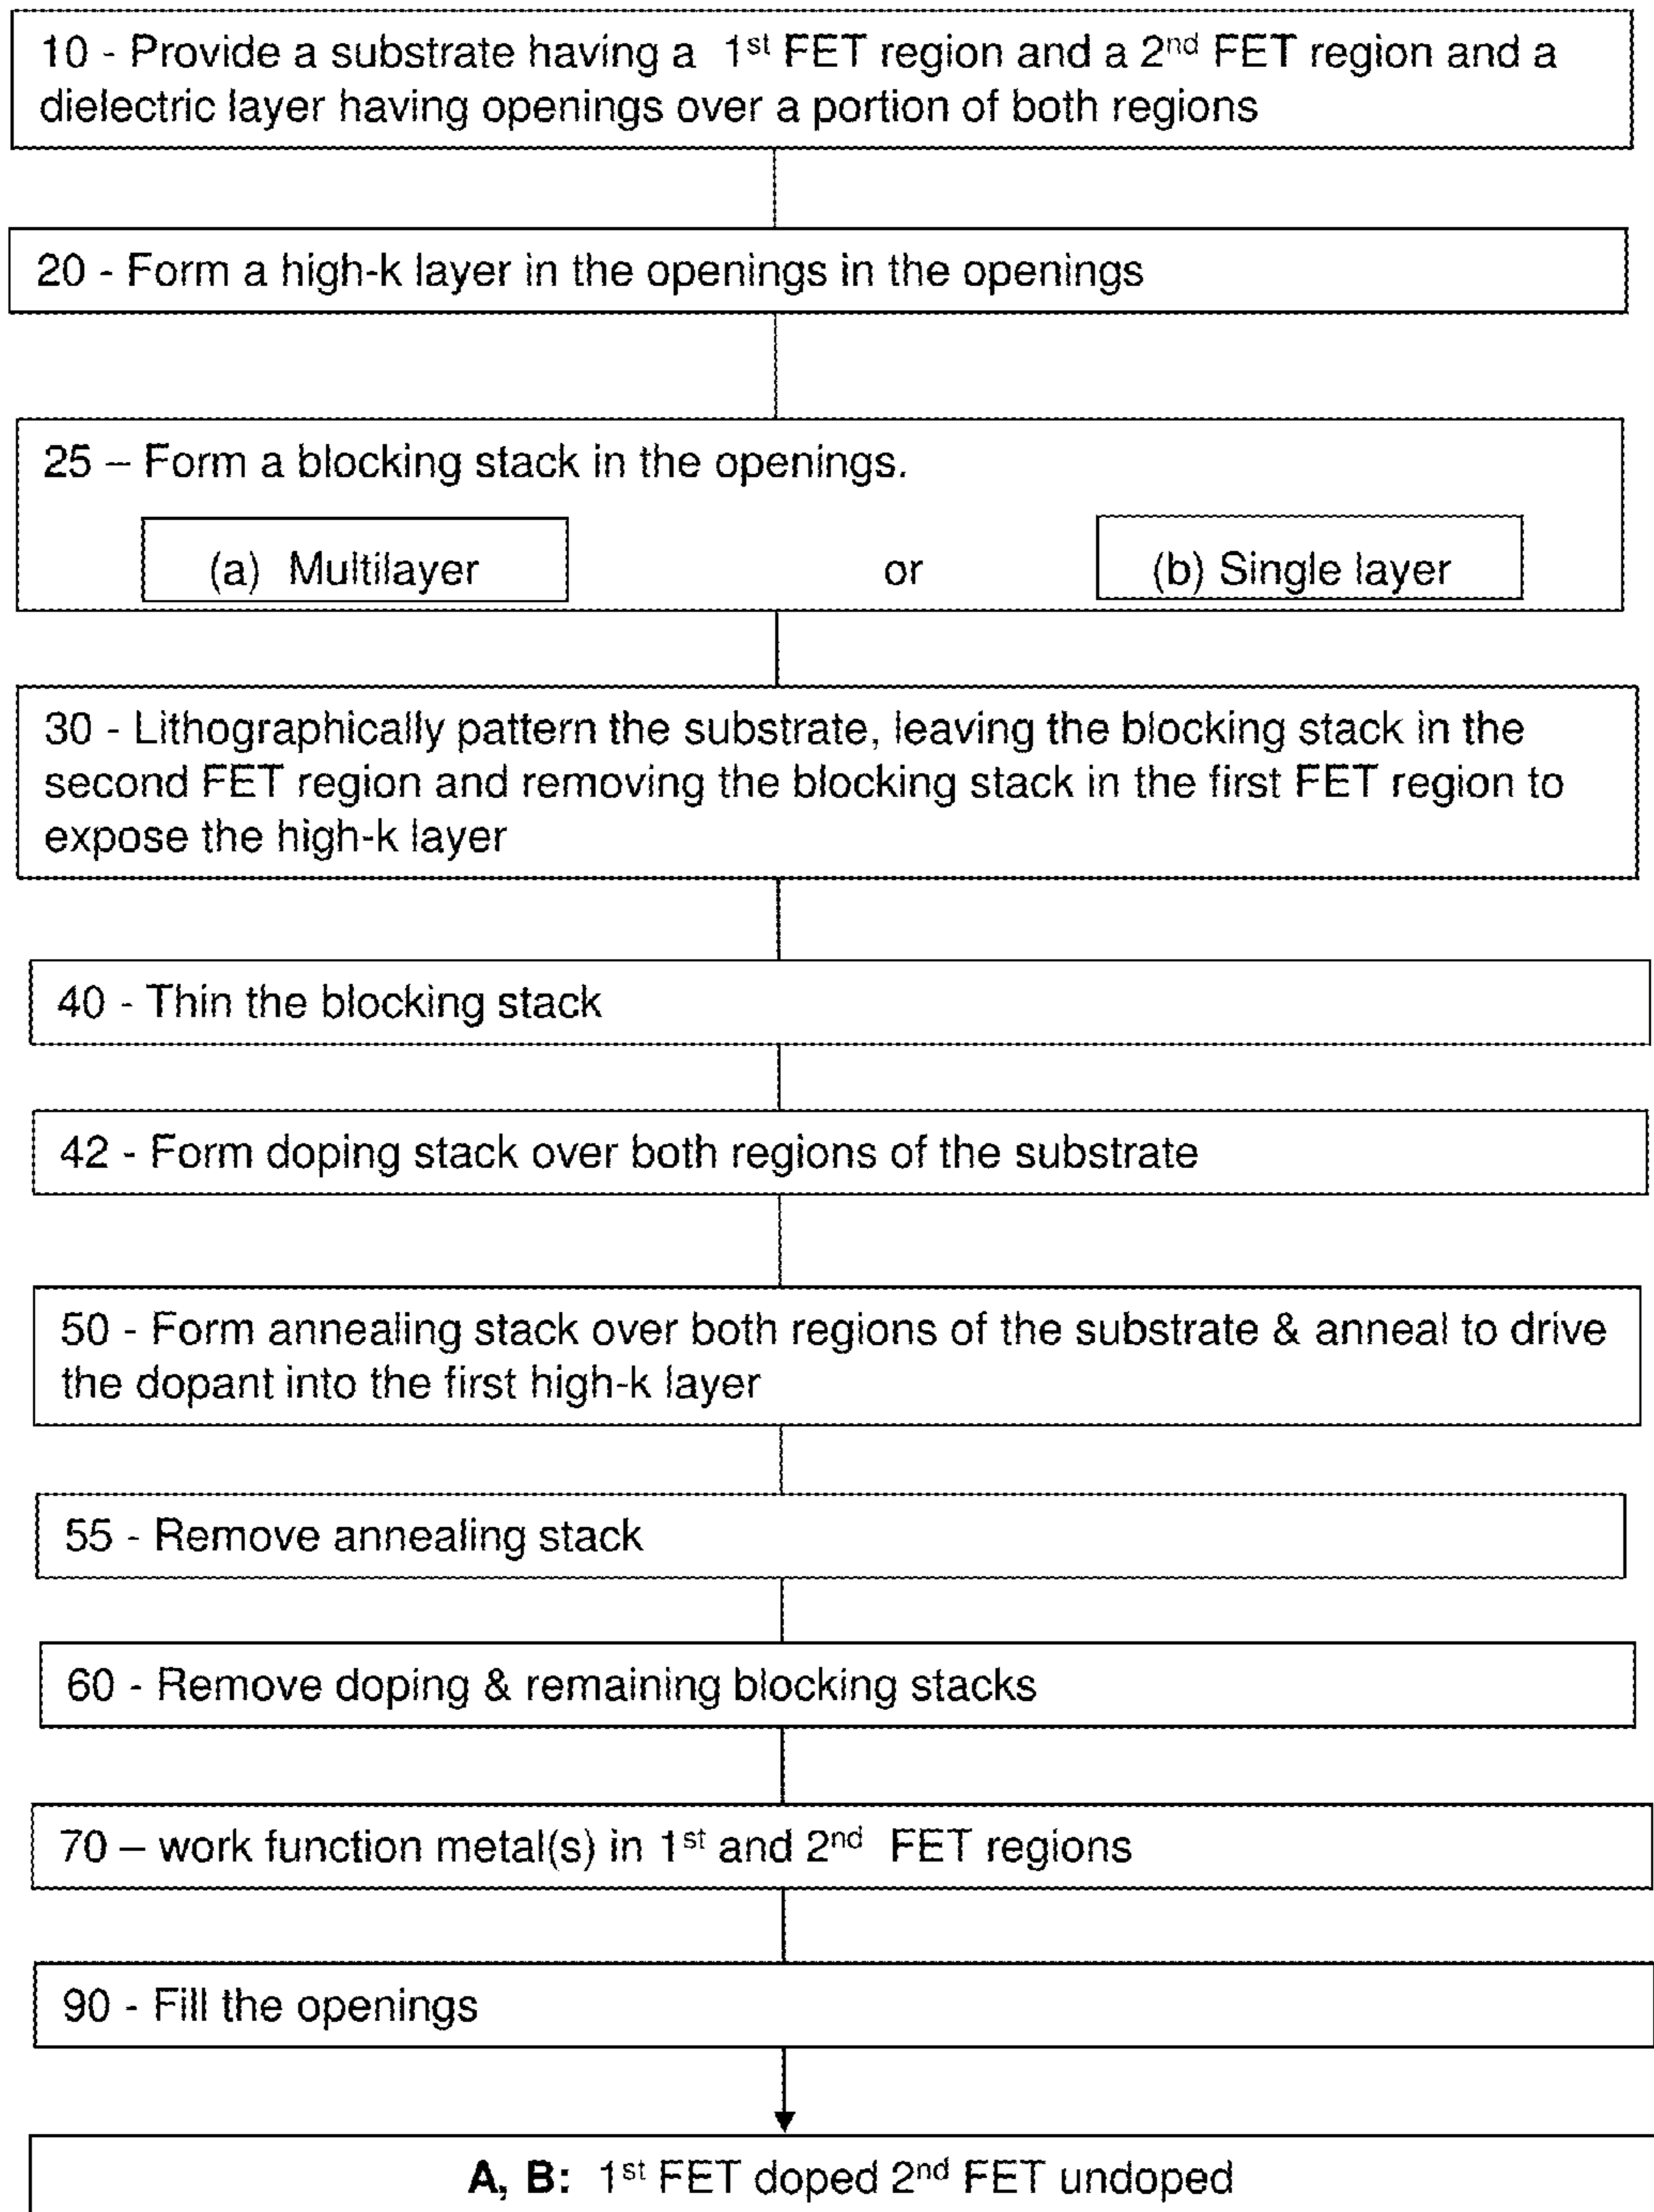 10 - Provide a substrate having a 1st FET region and a 2nd FET region and a
dielectric layer having openings over a portion of both regions
20 - Form a high-k layer in the openings in the openings
25 – Form a blocking stack in the openings.
(a) Multilayer or (b) Single layer
30 - Lithographically pattern the substrate, leaving the blocking stack in the
second FET region and removing the blocking stack in the first FET region to
expose the high-k layer
40 - Thin the blocking stack
42 - Form doping stack over both regions of the substrate
50 - Form annealing stack over both regions of the substrate & anneal to drive
the dopant into the first high-k layer
55 - Remove annealing stack
60 - Remove doping & remaining blocking stacks
70 – work function metal(s) in 1st and 2nd FET regions
90 - Fill the openings
A, B: 1st FET doped 2nd FET undoped